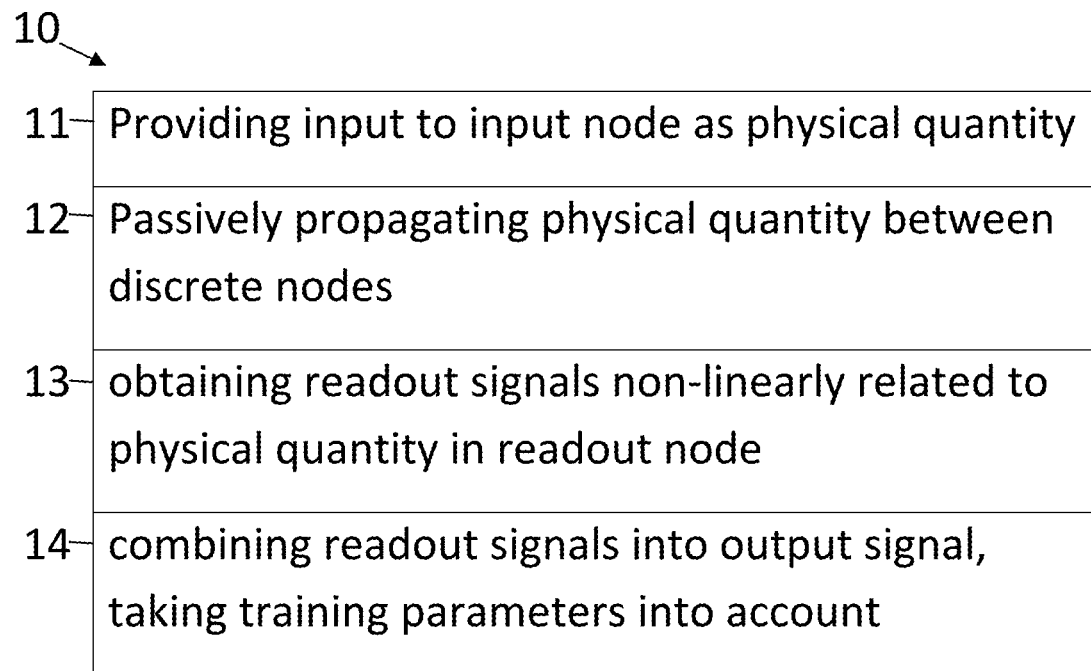 10
11 Providing input to input node as physical quantity
12 Passively propagating physical quantity between
discrete nodes
13 obtaining readout signals non-linearly related to
physical quantity in readout node
14 combining readout signals into output signal,
taking training parameters into account